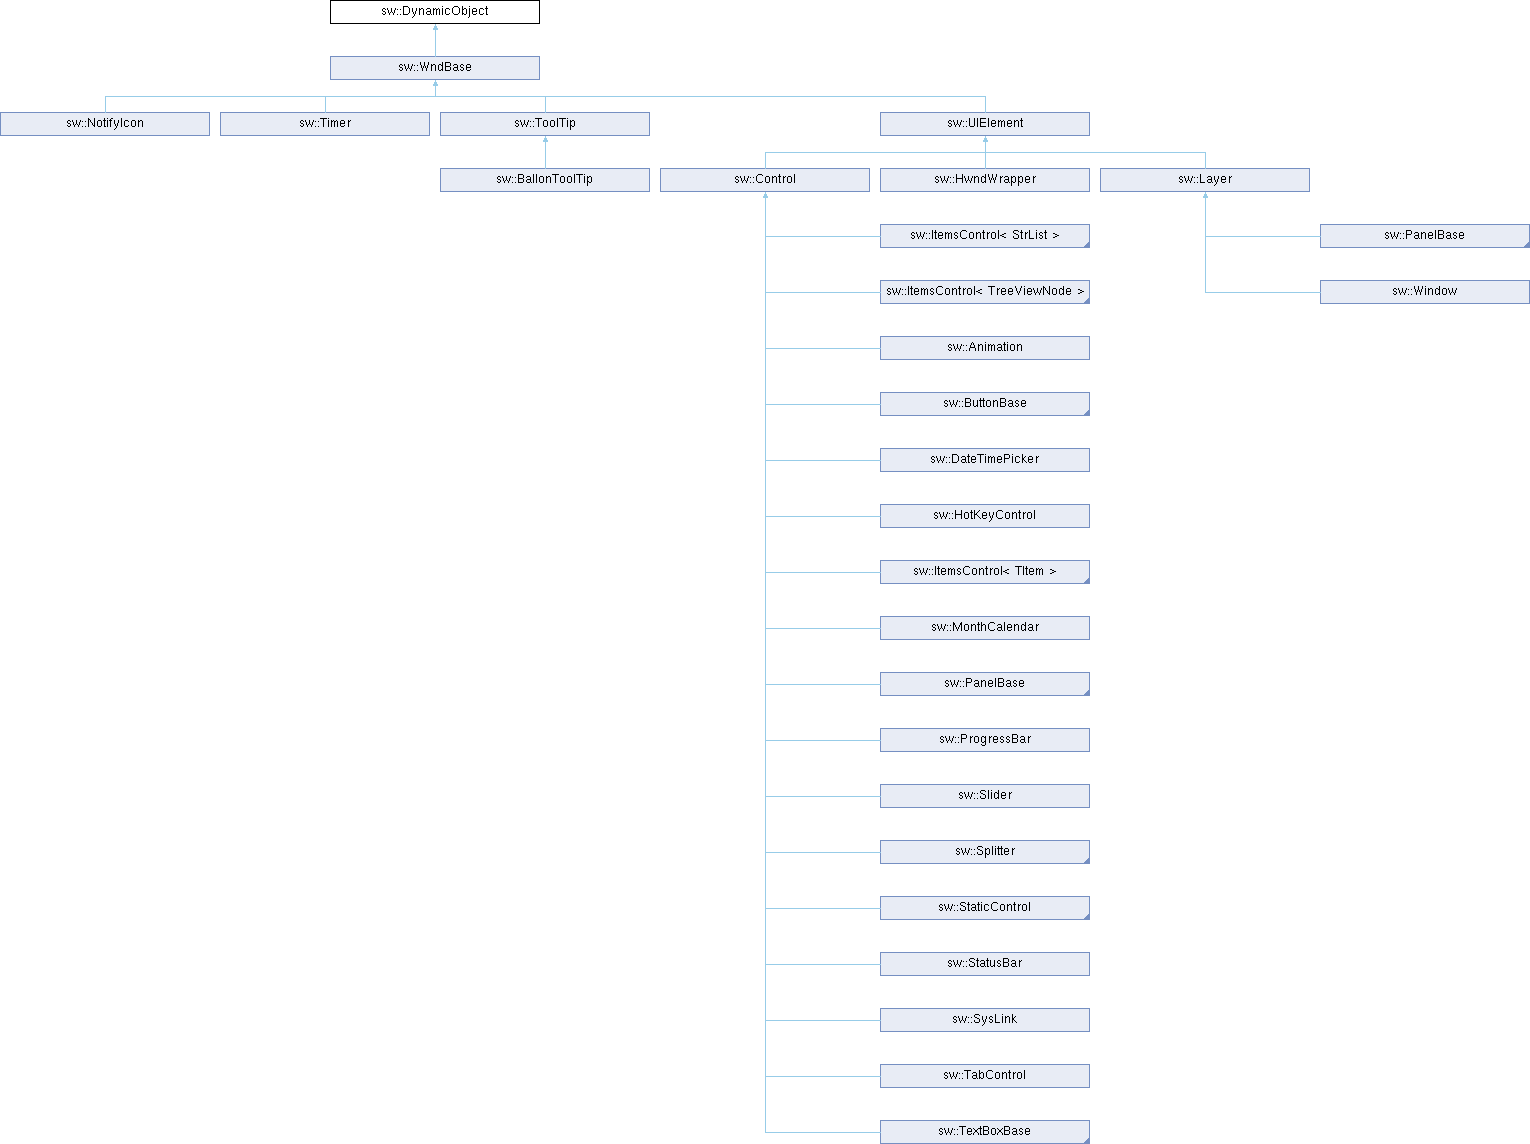 sw::DynamicObject
sw::WndBase
sw::NotifyIcon
sw::Timer
sw::ToolTip
sw::UIElement
sw::BallonToolTip
sw::Control
sw::HwndWrapper
sw::Layer
sw::ItemsControl< StrList >
sw::PanelBase
sw::ItemsControl< TreeViewNode >
sw::Window
sw::Animation
sw::ButtonBase
sw::DateTimePicker
sw::HotKeyControl
sw::ItemsControl< TItem >
sw::MonthCalendar
sw::PanelBase
sw::ProgressBar
sw::Slider
sw::Splitter
sw::StaticControl
sw::StatusBar
sw::SysLink
sw::TabControl
sw::TextBoxBase